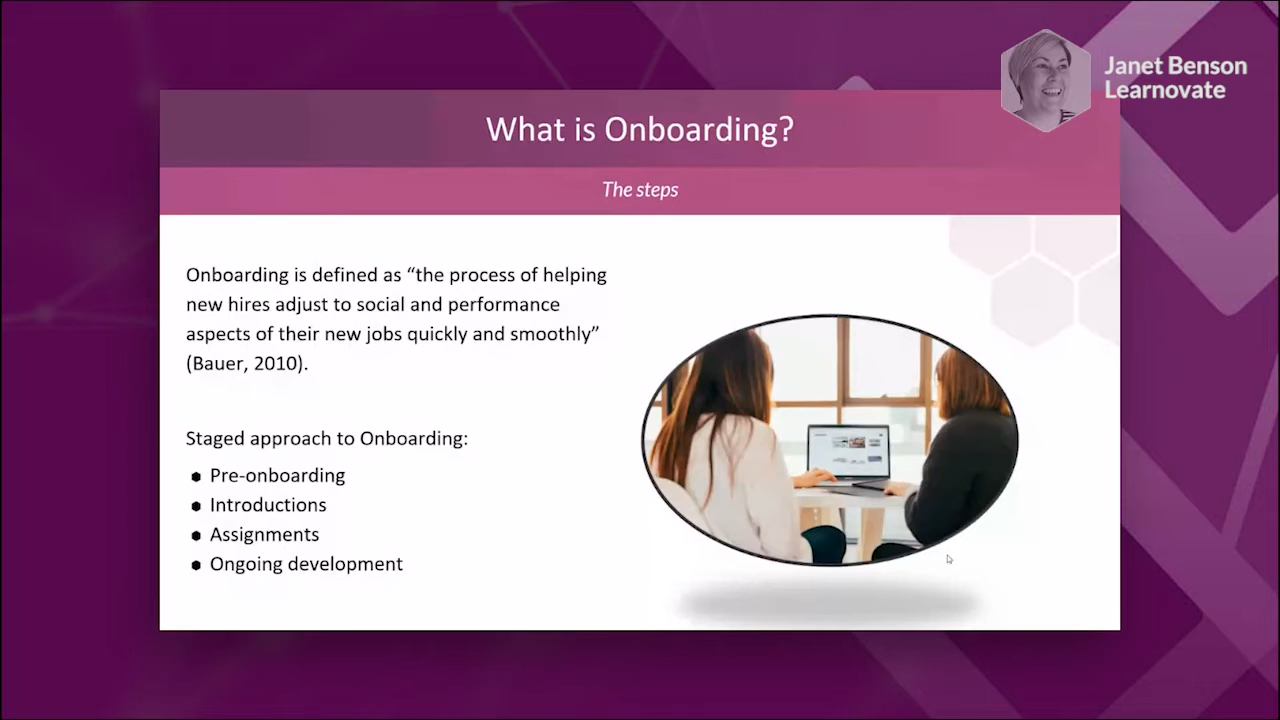 Janet Benson
Learnovate
What is Onboarding?
The steps
Onboarding is defined as “the process of helping
new hires adjust to social and performance
aspects of their new jobs quickly and smoothly”
(Bauer, 2010).
Staged approach to Onboarding:
Pre-onboarding
Introductions
Assignments
Ongoing development